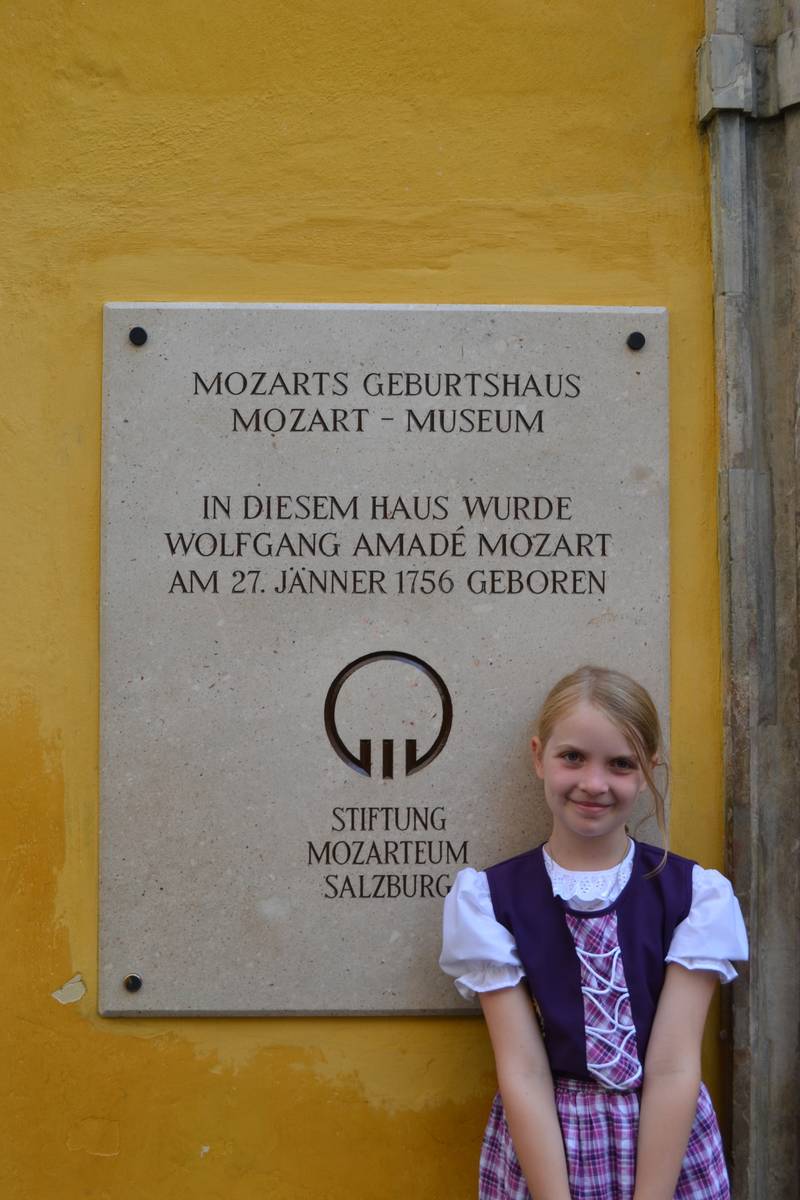 MOZARTS GEBURTSHAUS
MOZART - MUSEUM
IN DIESEM HAUS WURDE
WOLFGANG AMADÉ MOZART
AM 27. JÄNNER 1756 GEBOREN
STIFTUNG
MOZARTEUM
SALZBURG